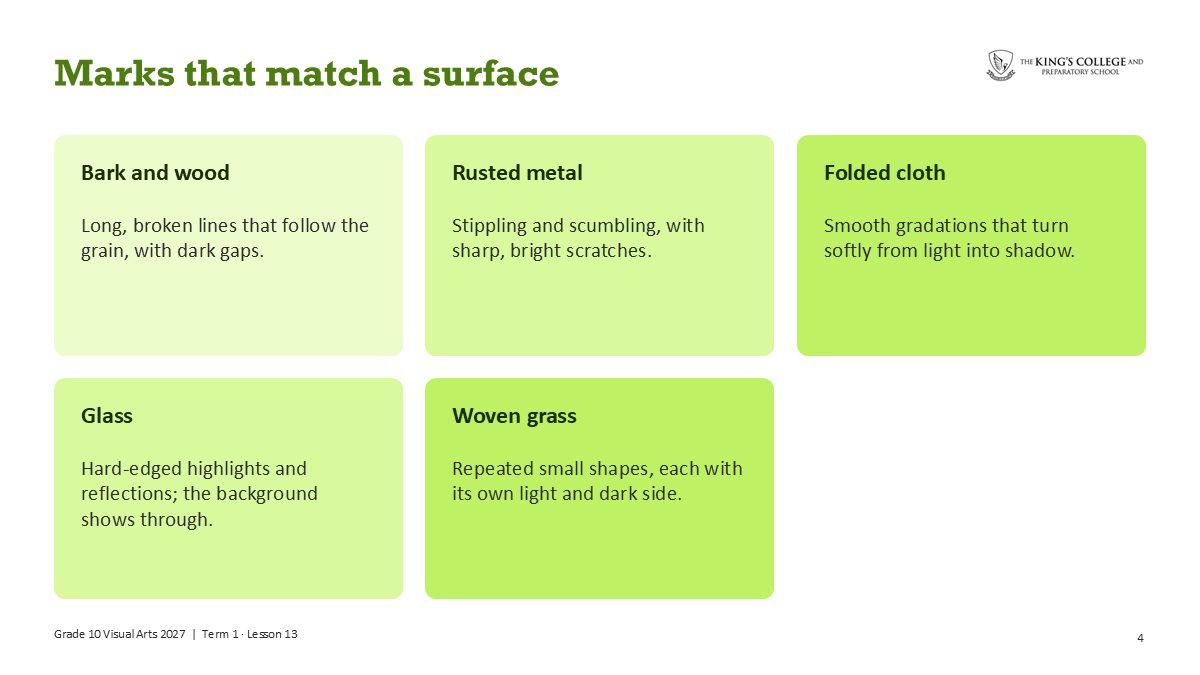 Marks that match a surface
THE KING'S COLLEGE AND
PREPARATORY SCHOOL
Bark and wood
Long, broken lines that follow the
grain, with dark gaps.
Rusted metal
Stippling and scumbling, with
sharp, bright scratches.
Folded cloth
Smooth gradations that turn
softly from light into shadow.
Glass
Hard-edged highlights and
reflections; the background
shows through.
Woven grass
Repeated small shapes, each with
its own light and dark side.
Grade 10 Visual Arts 2027 | Term 1 · Lesson 13
4